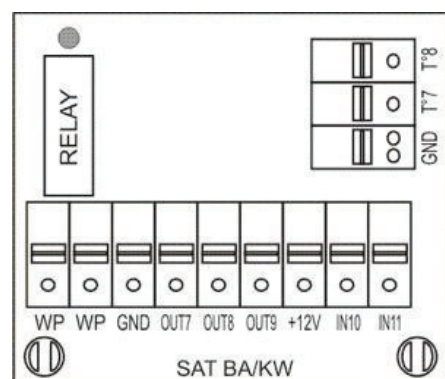 RELAY
T°8
T°7
GND
WP WP GND OUT7 OUT8 OUT9 +12V IN10 IN11
SAT BA/KW